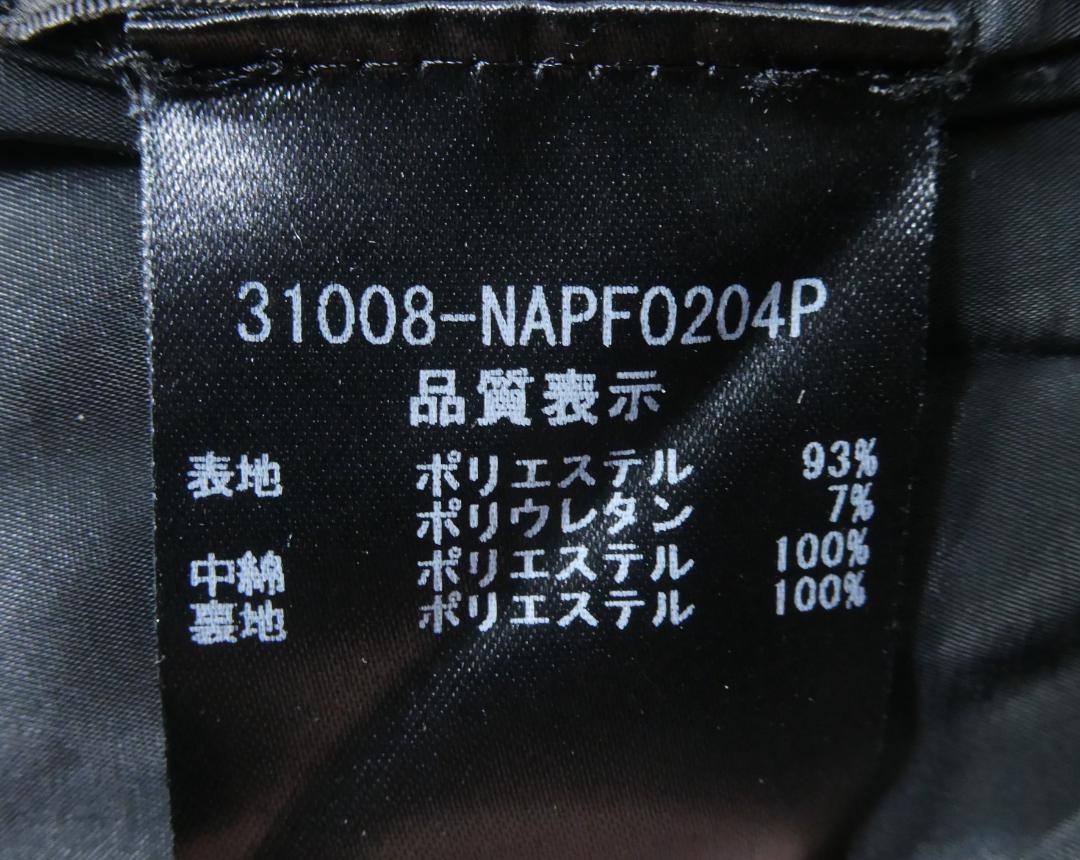 31008-NAPF0204P
品質表示
表地 ポリエステル 93%
ポリウレタン 7%
中綿 ポリエステル 100%
裏地 ポリエステル 100%